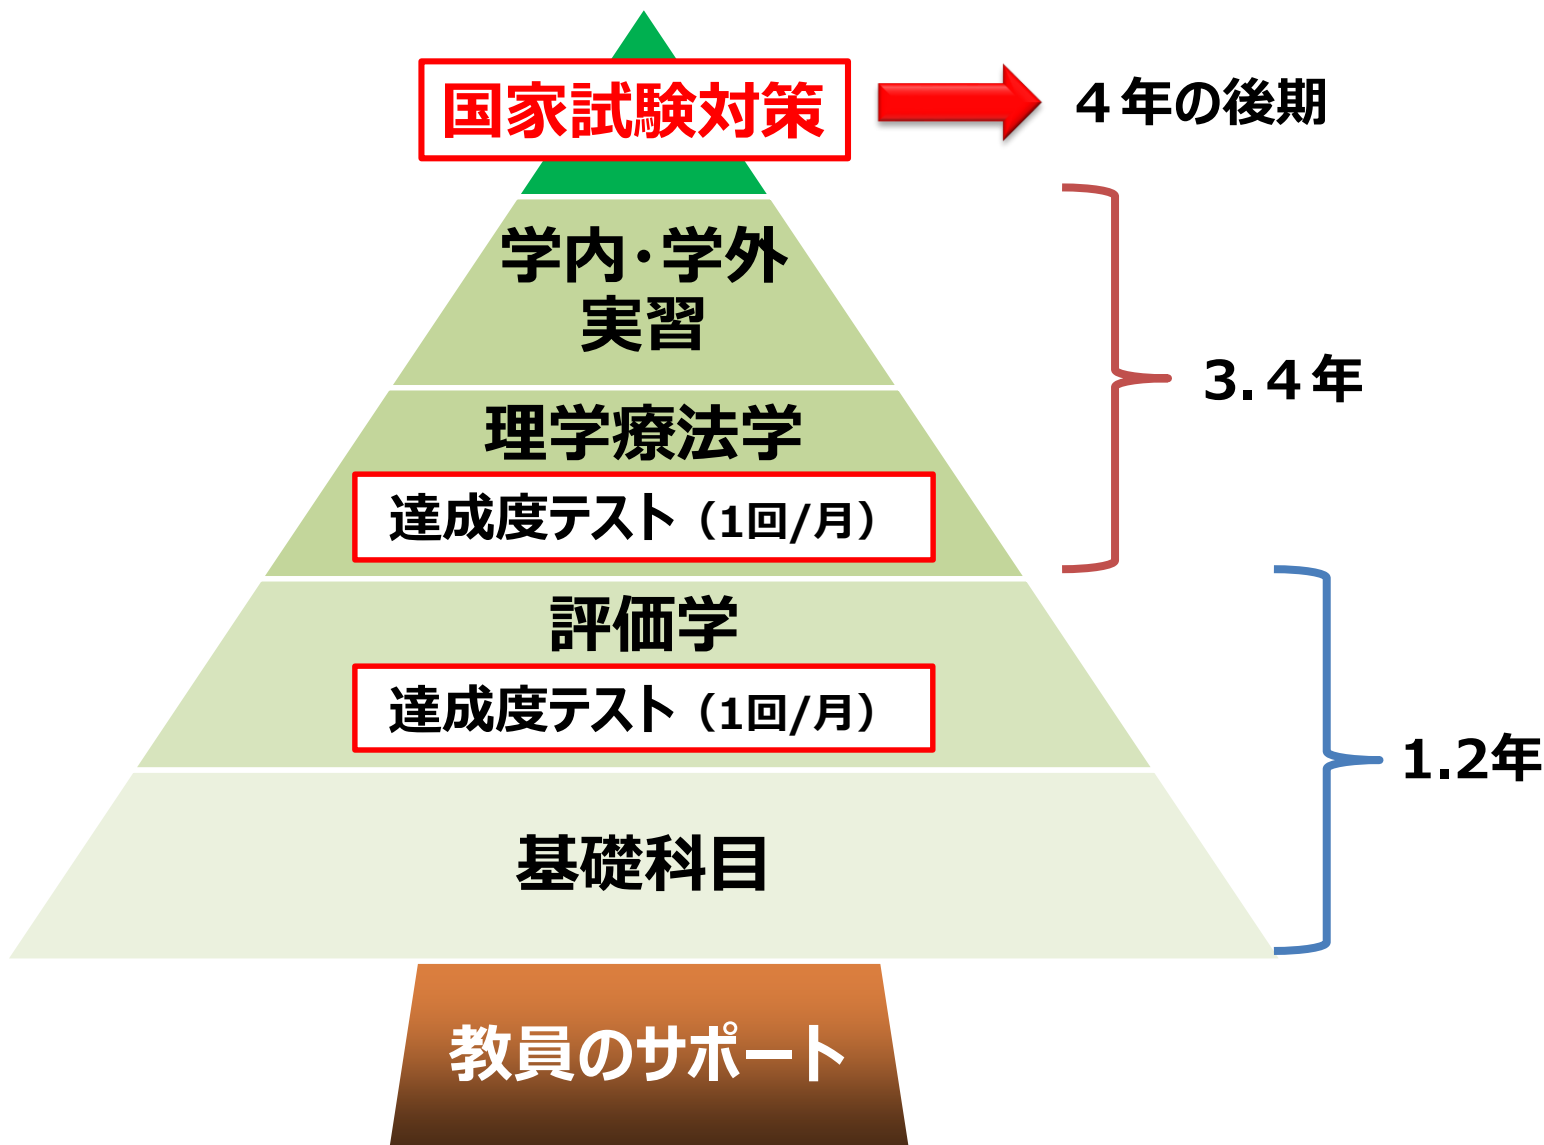 国家試験対策
４年の後期
学内・学外
実習
3.４年
理学療法学
達成度テスト（1回/月）
評価学
達成度テスト（1回/月）
1.2年
基礎科目
教員のサポート